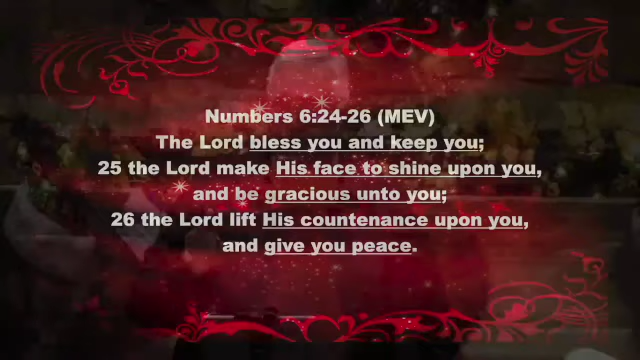 Numbers 6:24-26 (MEV)
The Lord bless you and keep you;
25 the Lord make His face to shine upon you,
and be gracious unto you;
26 the Lord lift His countenance upon you,
and give you peace.